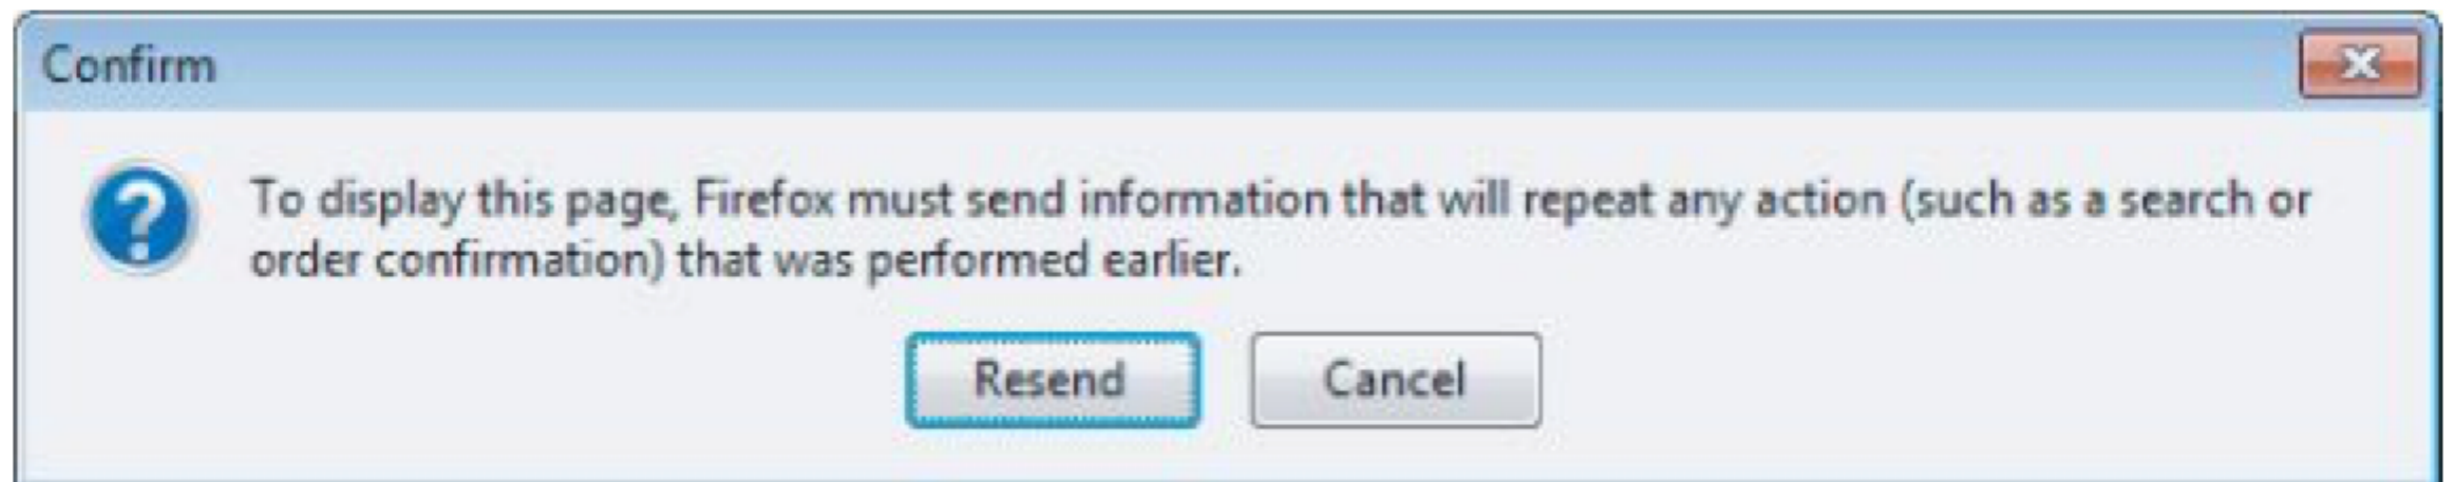 Confirm
To display this page, Firefox must send information that will repeat any action (such as a search or
order confirmation) that was performed earlier.
Resend Cancel